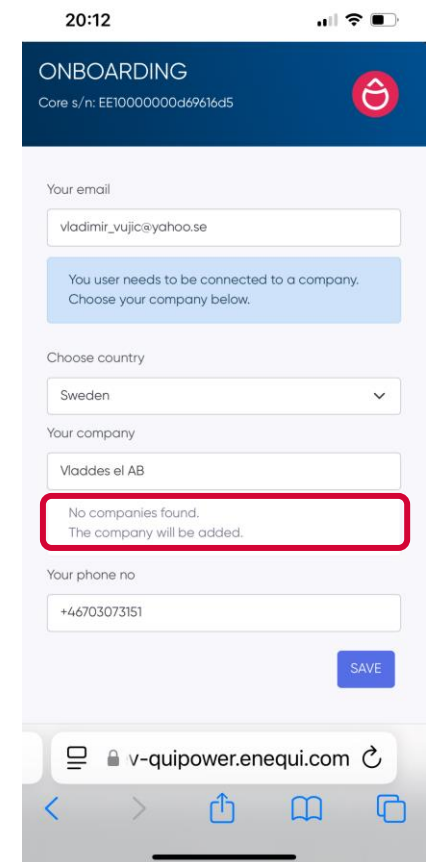 20:12
ONBOARDING
Core s/n: EE10000000d69616d5
Your email
vladimir_vujic@yahoo.se
You user needs to be connected to a company.
Choose your company below.
Choose country
Sweden
Your company
Vladdes el AB
No companies found.
The company will be added.
Your phone no
+46703073151
SAVE
v-quipower.enequi.com